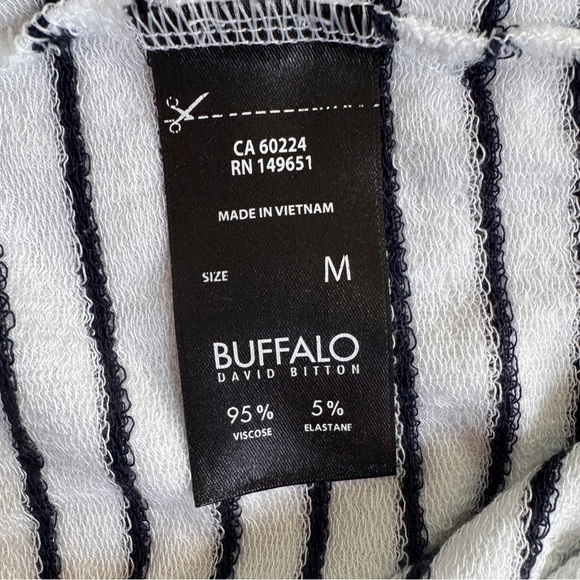 CA 60224
RN 149651
MADE IN VIETNAM
SIZE M
BUFFALO
DAVID BITTON
95% 5%
VISCOSE ELASTANE